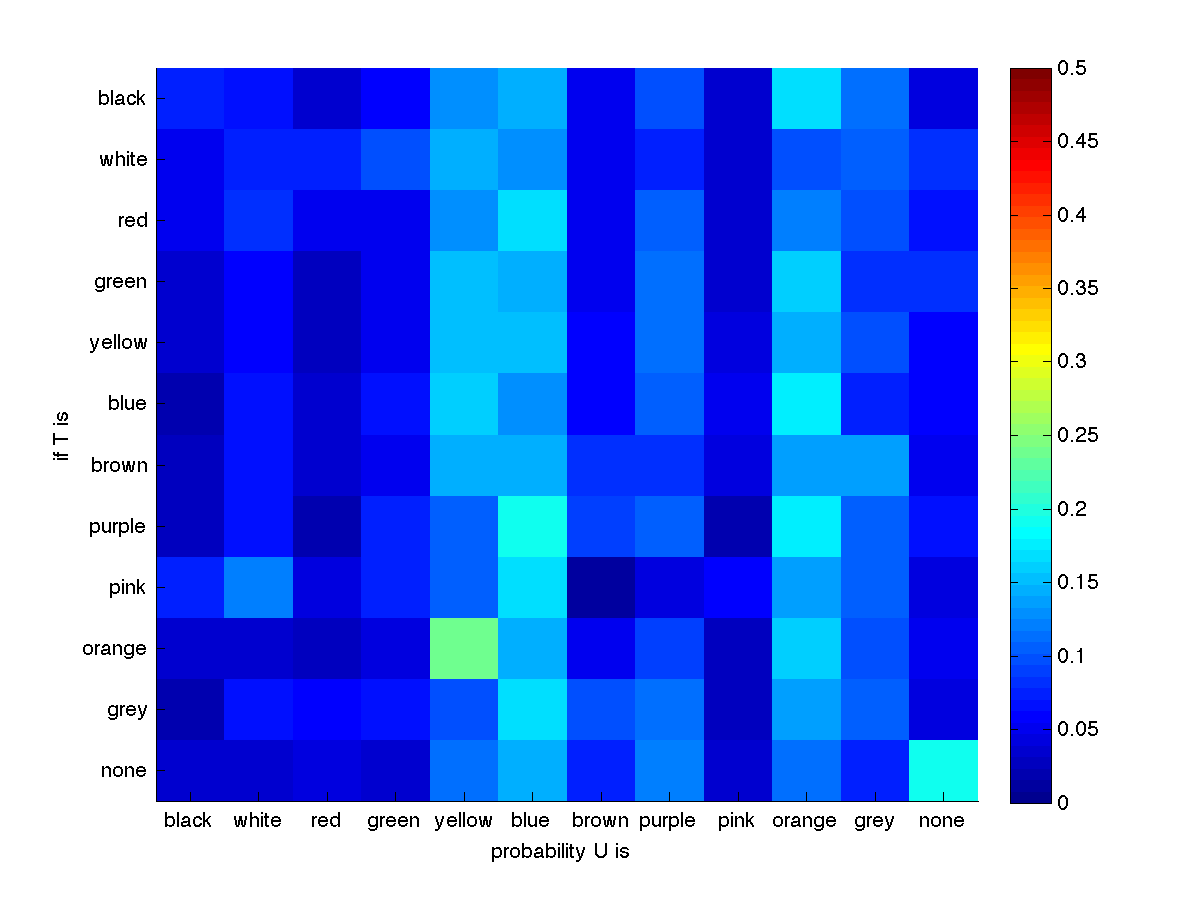 black
white
red
green
yellow
blue
brown
purple
pink
orange
grey
none
if T is
black white red green yellow blue brown purple pink orange grey none
probability U is
0.5
0.45
0.4
0.35
0.3
0.25
0.2
0.15
0.1
0.05
0